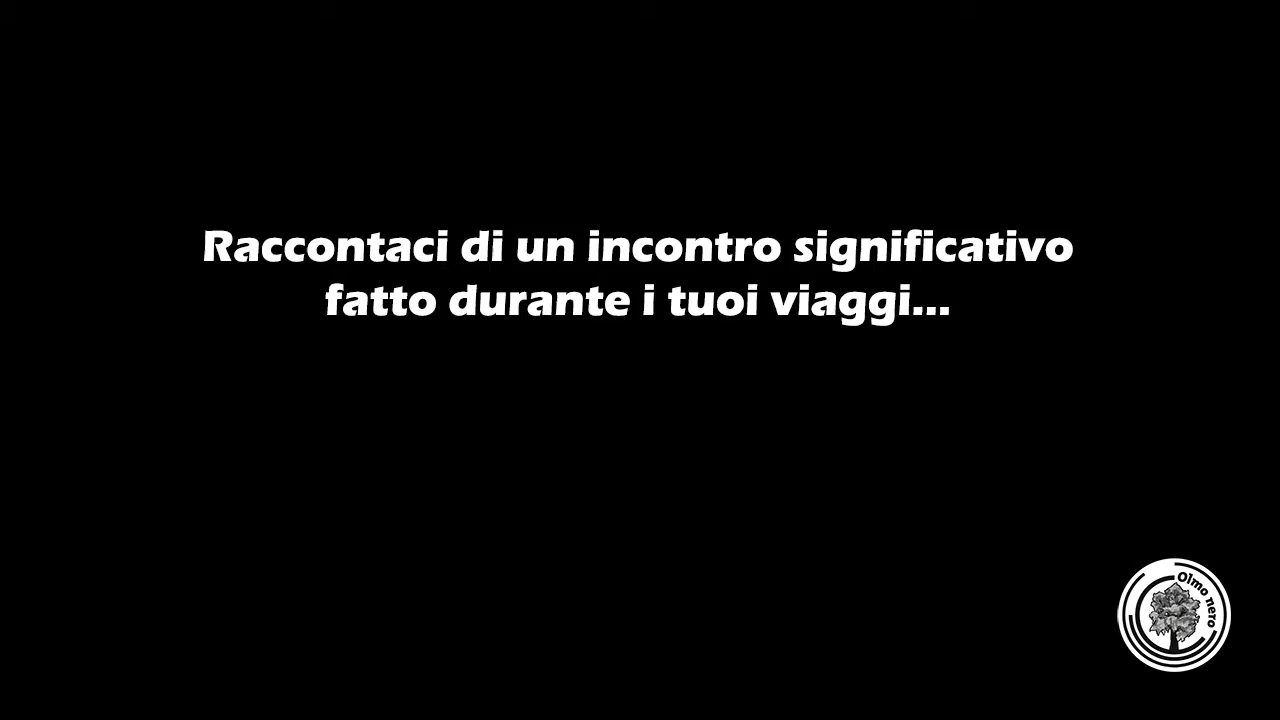 Raccontaci di un incontro significativo
fatto durante i tuoi viaggi...
Olmo nero